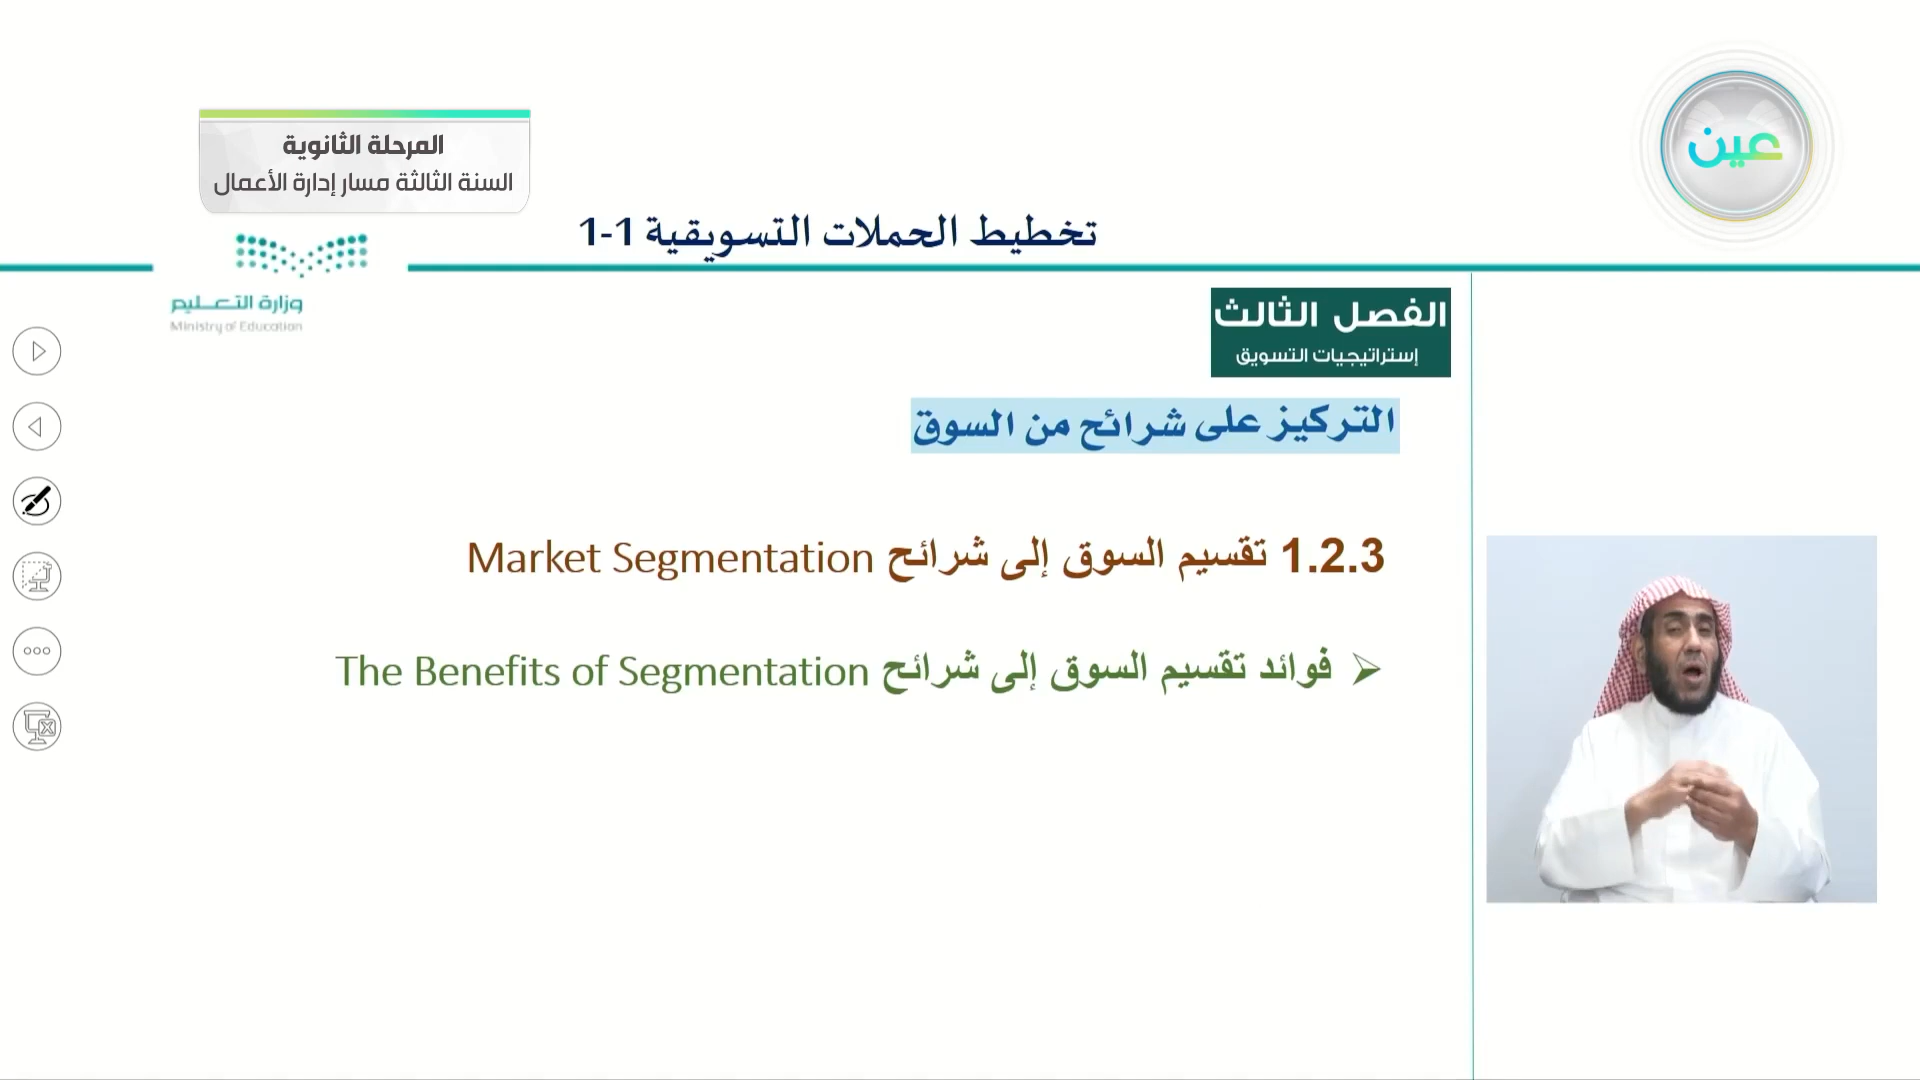 المرحلة الثانوية
السنة الثالثة مسار إدارة الأعمال
عين
تخطيط الحملات التسويقية 1-1
وزارة التعليم
Ministry of Education
الفصل الثالث
إستراتيجيات التسويق
التركيز على شرائح من السوق
1.2.3 تقسيم السوق إلى شرائح Market Segmentation
فوائد تقسيم السوق إلى شرائح The Benefits of Segmentation